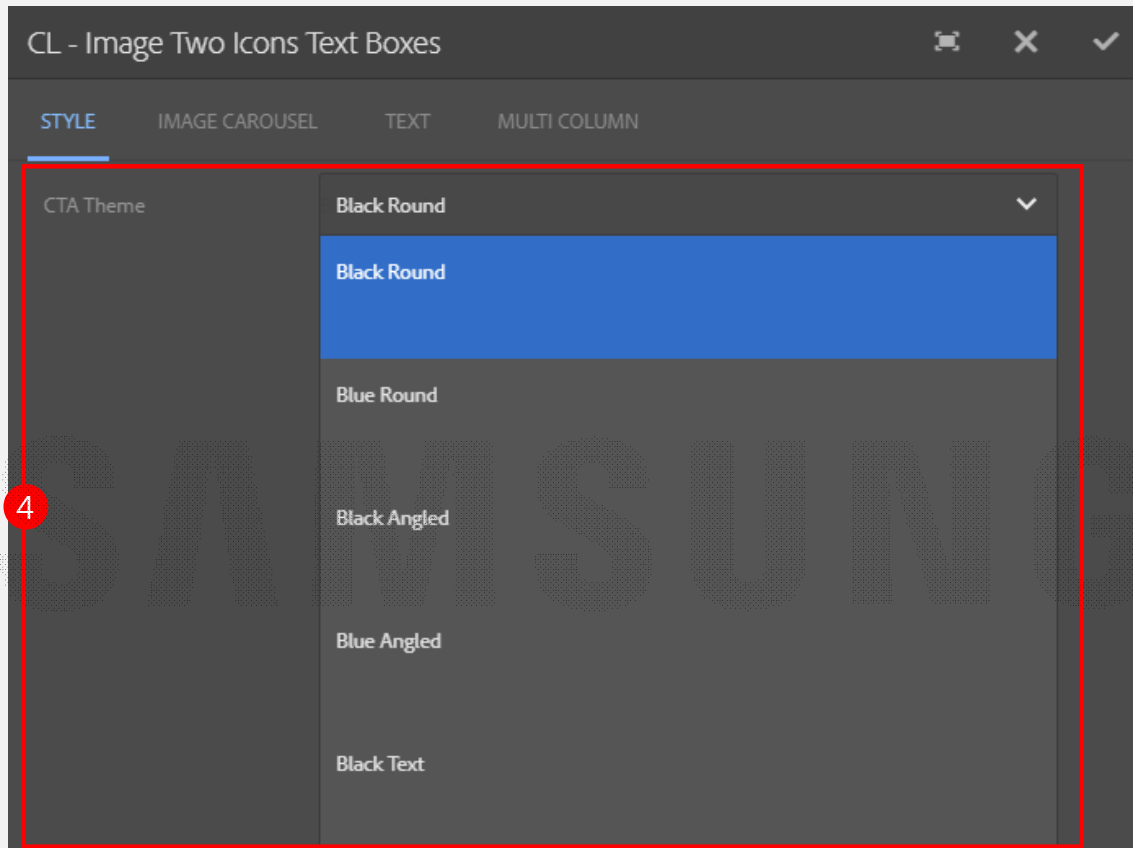 CL - Image Two Icons Text Boxes
STYLE IMAGE CAROUSEL TEXT MULTI COLUMN
CTA Theme Black Round
Black Round
Blue Round
SAMSUNG
4
Black Angled
Blue Angled
Black Text